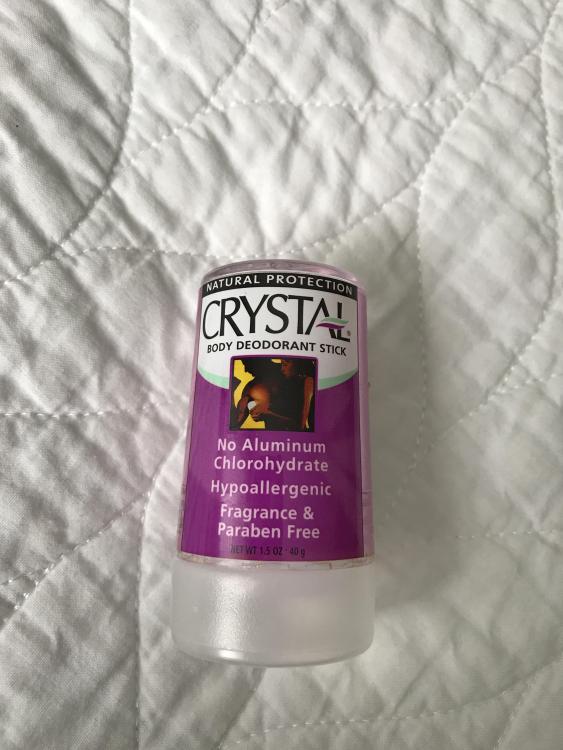 NATURAL PROTECTION
CRYSTAL®
BODY DEODORANT STICK
No Aluminum
Chlorohydrate
Hypoallergenic
Fragrance &
Paraben Free
NET WT 1.5 OZ · 40 g